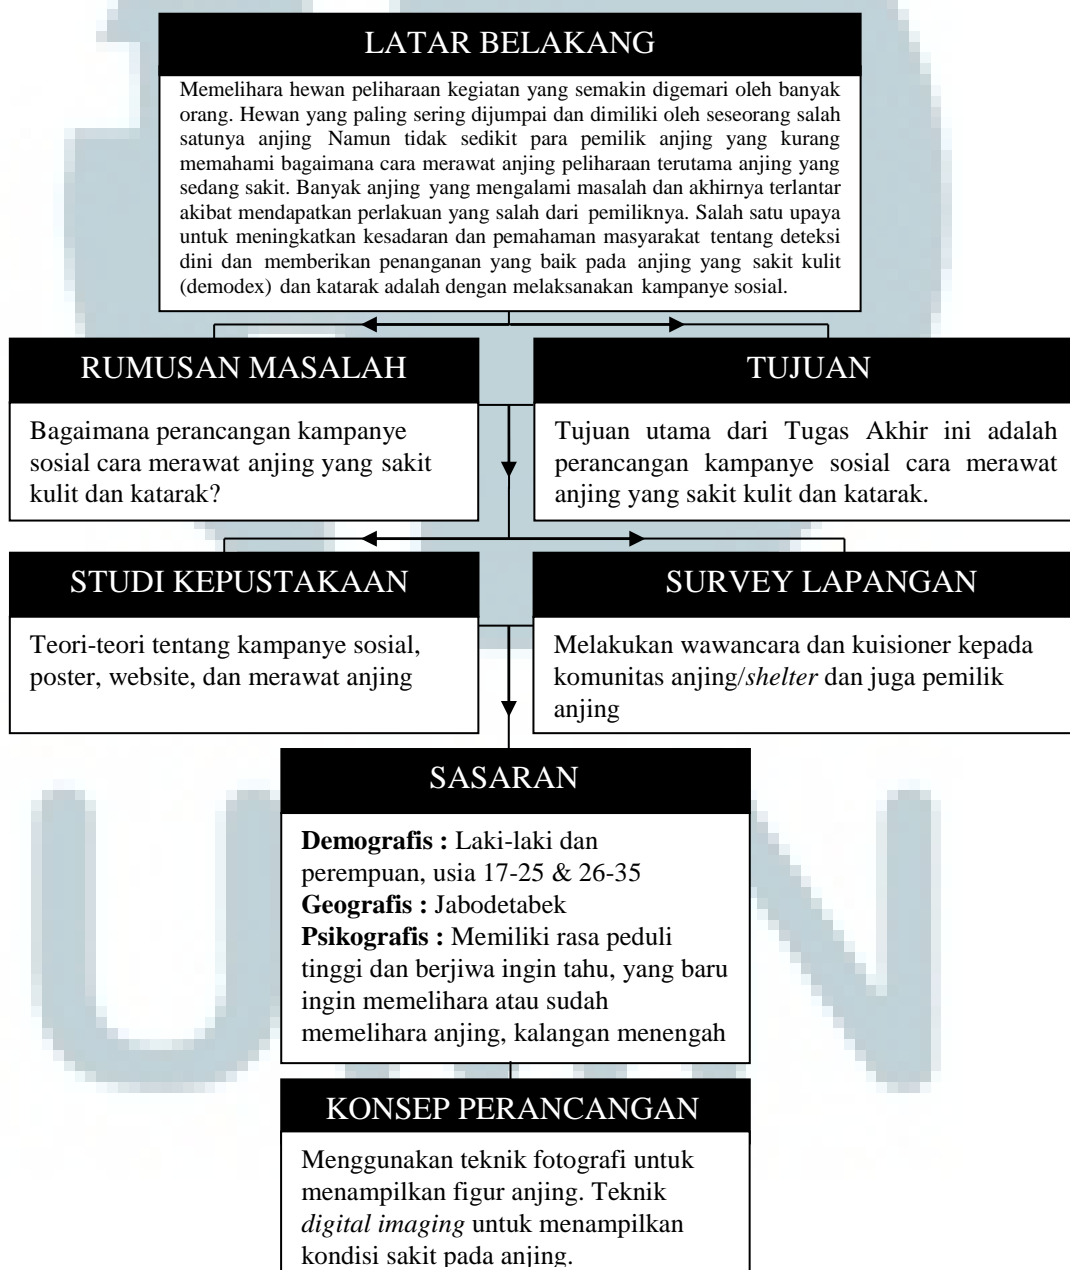 LATAR BELAKANG
Memelihara hewan peliharaan kegiatan yang semakin digemari oleh banyak
orang. Hewan yang paling sering dijumpai dan dimiliki oleh seseorang salah
satunya anjing Namun tidak sedikit para pemilik anjing yang kurang
memahami bagaimana cara merawat anjing peliharaan terutama anjing yang
sedang sakit. Banyak anjing yang mengalami masalah dan akhirnya terlantar
akibat mendapatkan perlakuan yang salah dari pemiliknya. Salah satu upaya
untuk meningkatkan kesadaran dan pemahaman masyarakat tentang deteksi
dini dan memberikan penanganan yang baik pada anjing yang sakit kulit
(demodex) dan katarak adalah dengan melaksanakan kampanye sosial.
RUMUSAN MASALAH
Bagaimana perancangan kampanye
sosial cara merawat anjing yang sakit
kulit dan katarak?
TUJUAN
Tujuan utama dari Tugas Akhir ini adalah
perancangan kampanye sosial cara merawat
anjing yang sakit kulit dan katarak.
STUDI KEPUSTAKAAN
Teori-teori tentang kampanye sosial,
poster, website, dan merawat anjing
SURVEY LAPANGAN
Melakukan wawancara dan kuisioner kepada
komunitas anjing/shelter dan juga pemilik
anjing
SASARAN
Demografis : Laki-laki dan
perempuan, usia 17-25 & 26-35
Geografis : Jabodetabek
Psikografis : Memiliki rasa peduli
tinggi dan berjiwa ingin tahu, yang baru
ingin memelihara atau sudah
memelihara anjing, kalangan menengah
KONSEP PERANCANGAN
Menggunakan teknik fotografi untuk
menampilkan figur anjing. Teknik
digital imaging untuk menampilkan
kondisi sakit pada anjing.